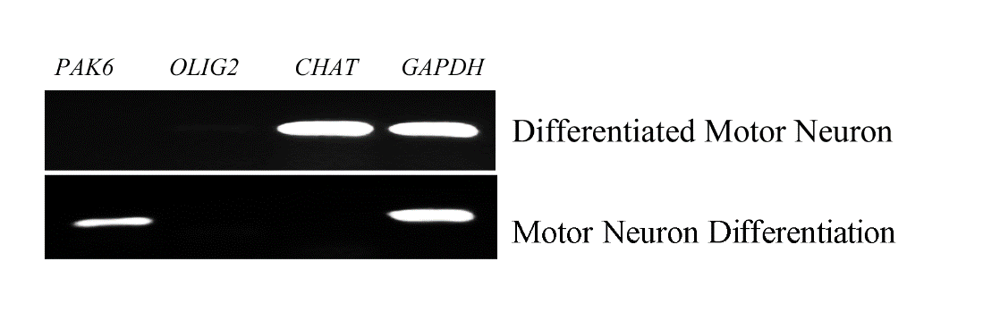 PAK6 OLIG2 CHAT GAPDH
Differentiated Motor Neuron
Motor Neuron Differentiation